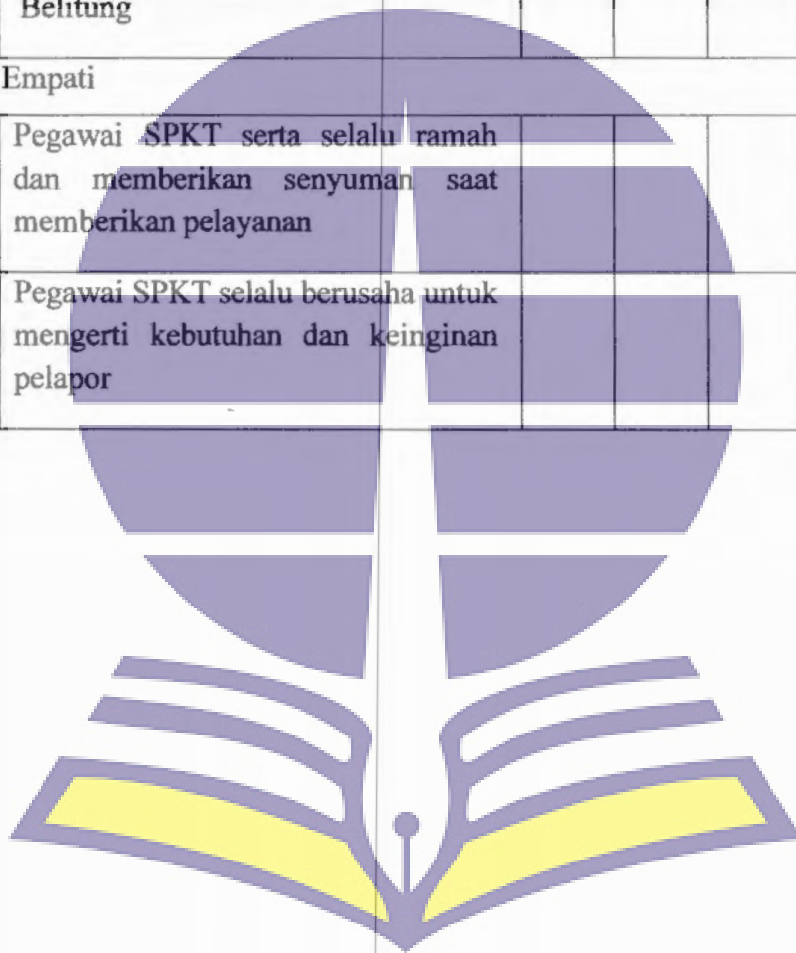 Belitung
Empati
Pegawai SPKT serta selalu ramah
dan memberikan senyuman saat
memberikan pelayanan
Pegawai SPKT selalu berusaha untuk
mengerti kebutuhan dan keinginan
pelapor